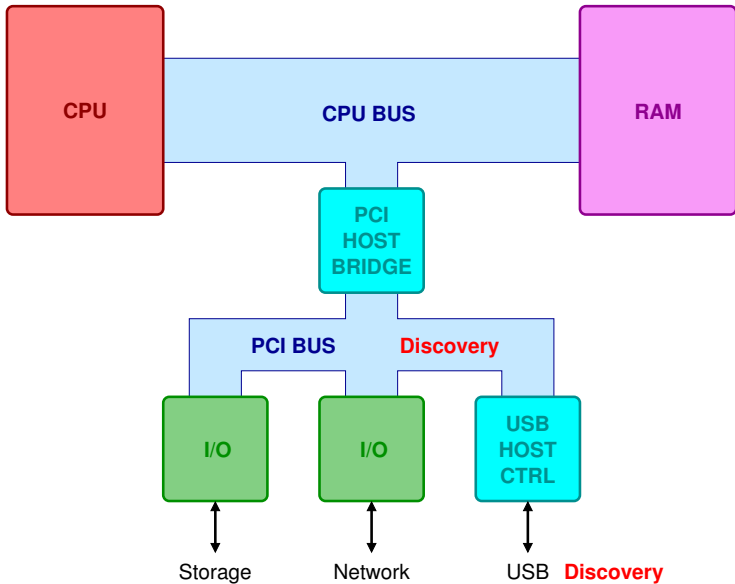 CPU
CPU BUS
RAM
PCI
HOST
BRIDGE
PCI BUS
Discovery
I/O
I/O
USB
HOST
CTRL
Storage
Network
USB Discovery